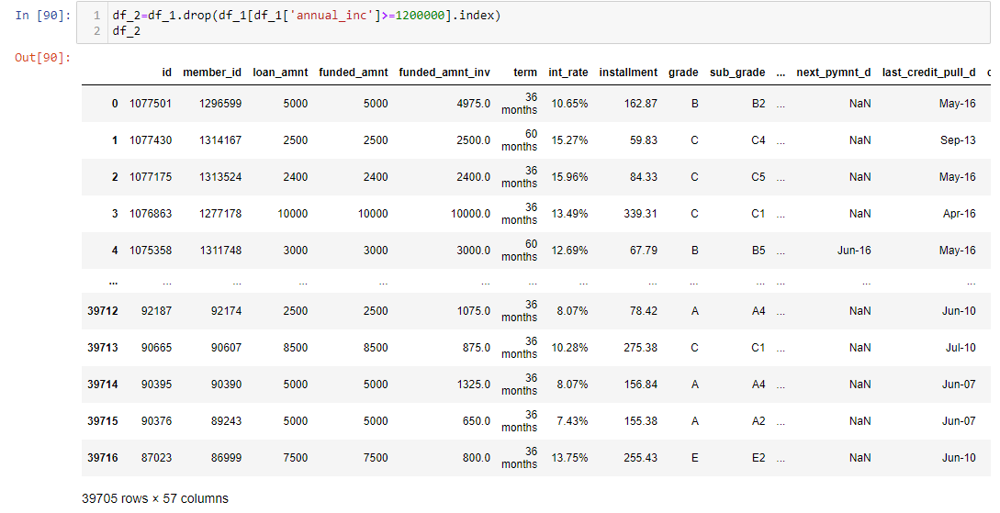 In [90]: 1 df_2=df_1.drop(df_1[df_1['annual_inc']>=1200000].index)
2 df_2
Out[90]:
id member_id loan_amnt funded_amnt funded_amnt_inv term int_rate installment grade sub_grade ... next_pymnt_d last_credit_pull_d c
0 1077501 1296599 5000 5000 4975.0 36 months 10.65% 162.87 B B2 ... NaN May-16
1 1077430 1314167 2500 2500 2500.0 60 months 15.27% 59.83 C C4 ... NaN Sep-13
2 1077175 1313524 2400 2400 2400.0 36 months 15.96% 84.33 C C5 ... NaN May-16
3 1076863 1277178 10000 10000 10000.0 36 months 13.49% 339.31 C C1 ... NaN Apr-16
4 1075358 1311748 3000 3000 3000.0 60 months 12.69% 67.79 B B5 ... Jun-16 May-16
... ... ... ... ... ... ... ... ... ... ... ... ... ...
39712 92187 92174 2500 2500 1075.0 36 months 8.07% 78.42 A A4 ... NaN Jun-10
39713 90665 90607 8500 8500 875.0 36 months 10.28% 275.38 C C1 ... NaN Jul-10
39714 90395 90390 5000 5000 1325.0 36 months 8.07% 156.84 A A4 ... NaN Jun-07
39715 90376 89243 5000 5000 650.0 36 months 7.43% 155.38 A A2 ... NaN Jun-07
39716 87023 86999 7500 7500 800.0 36 months 13.75% 255.43 E E2 ... NaN Jun-10
39705 rows × 57 columns